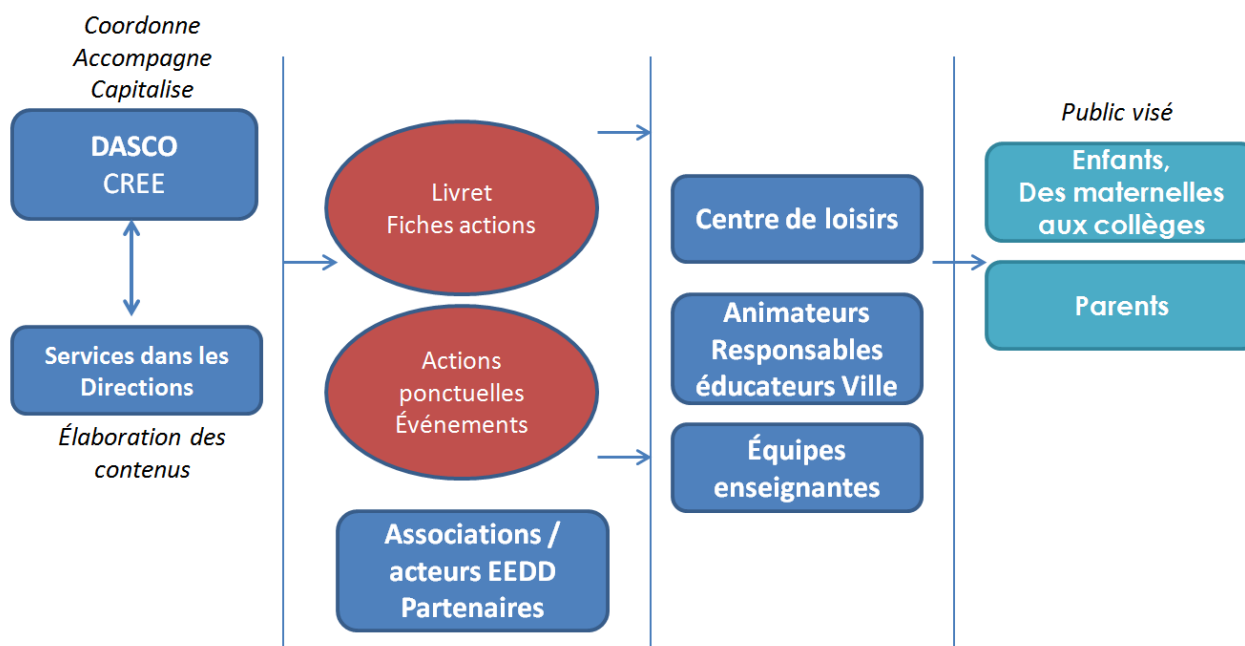 Coordonne
Accompagne
Capitalise
DASCO
CREE
Services dans les
Directions
Élaboration des
contenus
Livret
Fiches actions
Actions
ponctuelles
Événements
Associations /
acteurs EEDD
Partenaires
Centre de loisirs
Animateurs
Responsables
éducateurs Ville
Équipes
enseignantes
Public visé
Enfants,
Des maternelles
aux collèges
Parents